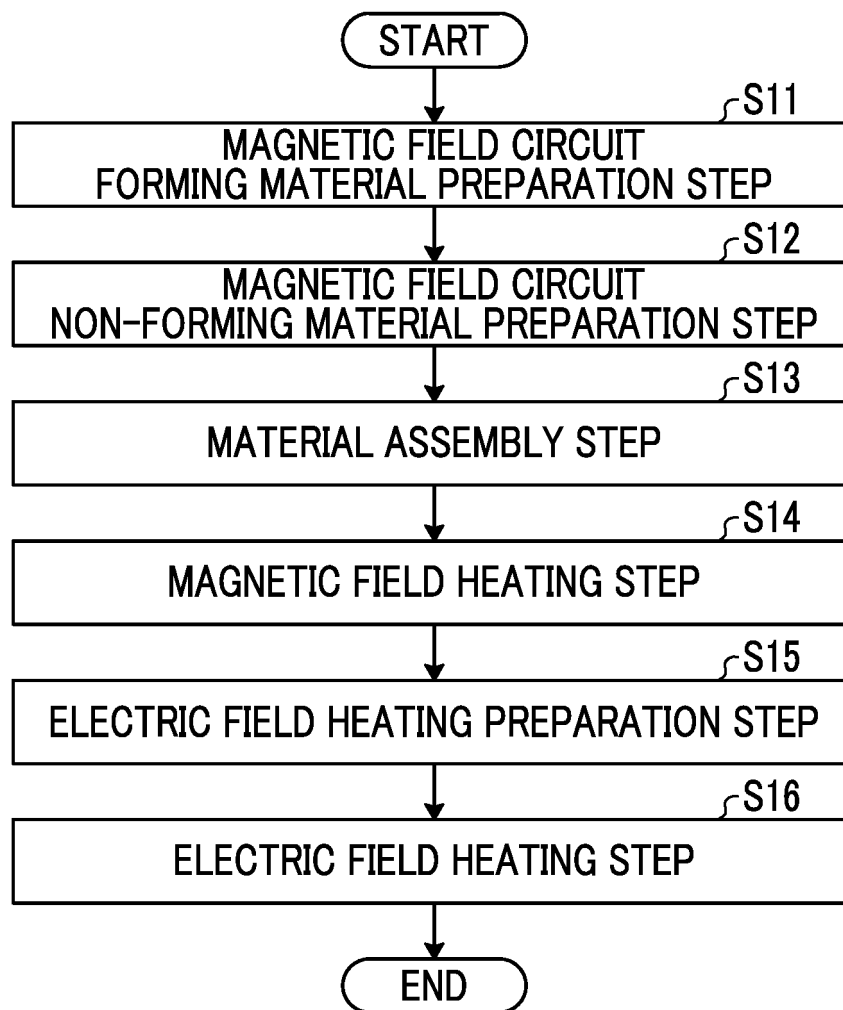 START
S11
MAGNETIC FIELD CIRCUIT
FORMING MATERIAL PREPARATION STEP
S12
MAGNETIC FIELD CIRCUIT
NON-FORMING MATERIAL PREPARATION STEP
S13
MATERIAL ASSEMBLY STEP
S14
MAGNETIC FIELD HEATING STEP
S15
ELECTRIC FIELD HEATING PREPARATION STEP
S16
ELECTRIC FIELD HEATING STEP
END